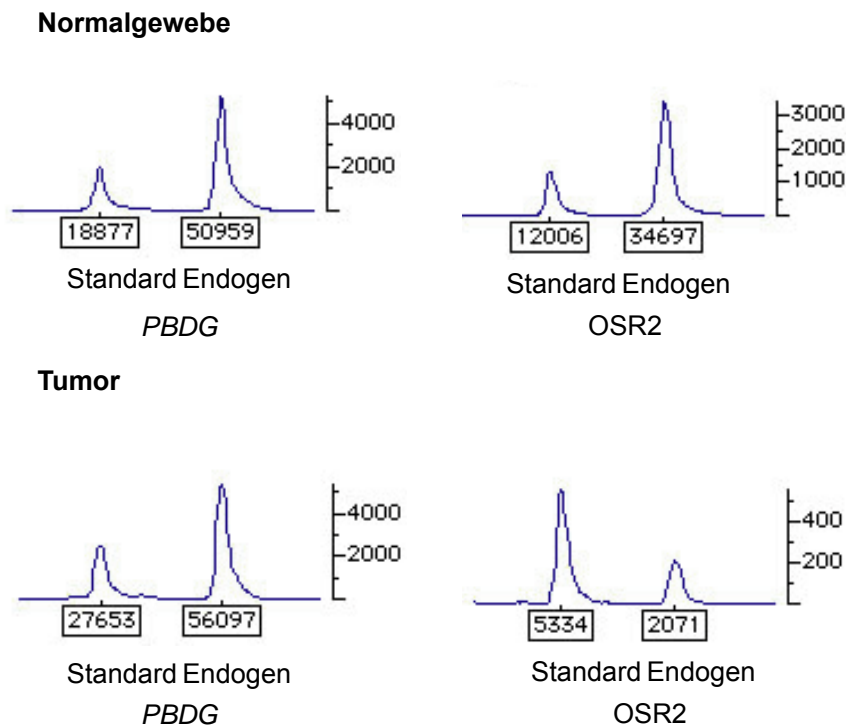 Normalgewebe
4000
2000
18877 50959
Standard Endogen
PBDG
3000
2000
1000
12006 34697
Standard Endogen
OSR2
Tumor
4000
2000
27653 56097
Standard Endogen
PBDG
400
200
5334 2071
Standard Endogen
OSR2